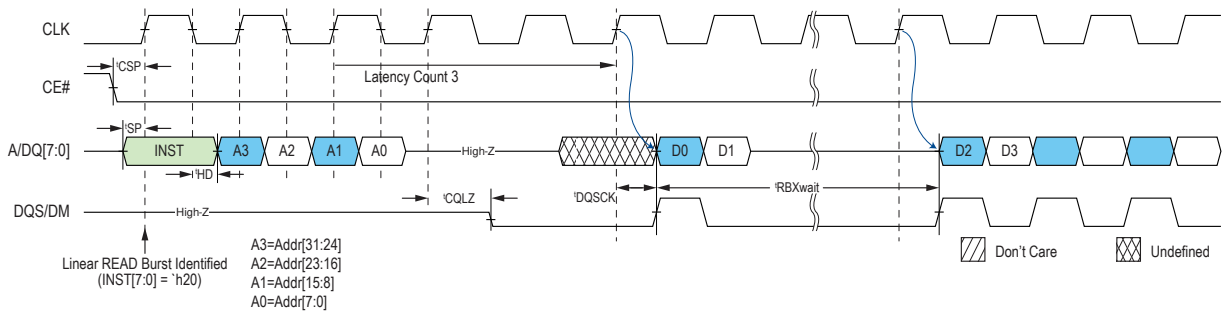 CLK
tCSP
Latency Count 3
CE#
tSP
A/DQ[7:0]
INST
A3
A2
A1
A0
High-Z
D0
D1
D2
D3
tHD
tCQLZ
tDQSCK
tRBXwait
DQS/DM
High-Z
Linear READ Burst Identified
(INST[7:0] = `h20)
A3=Addr[31:24]
A2=Addr[23:16]
A1=Addr[15:8]
A0=Addr[7:0]
Don't Care
Undefined